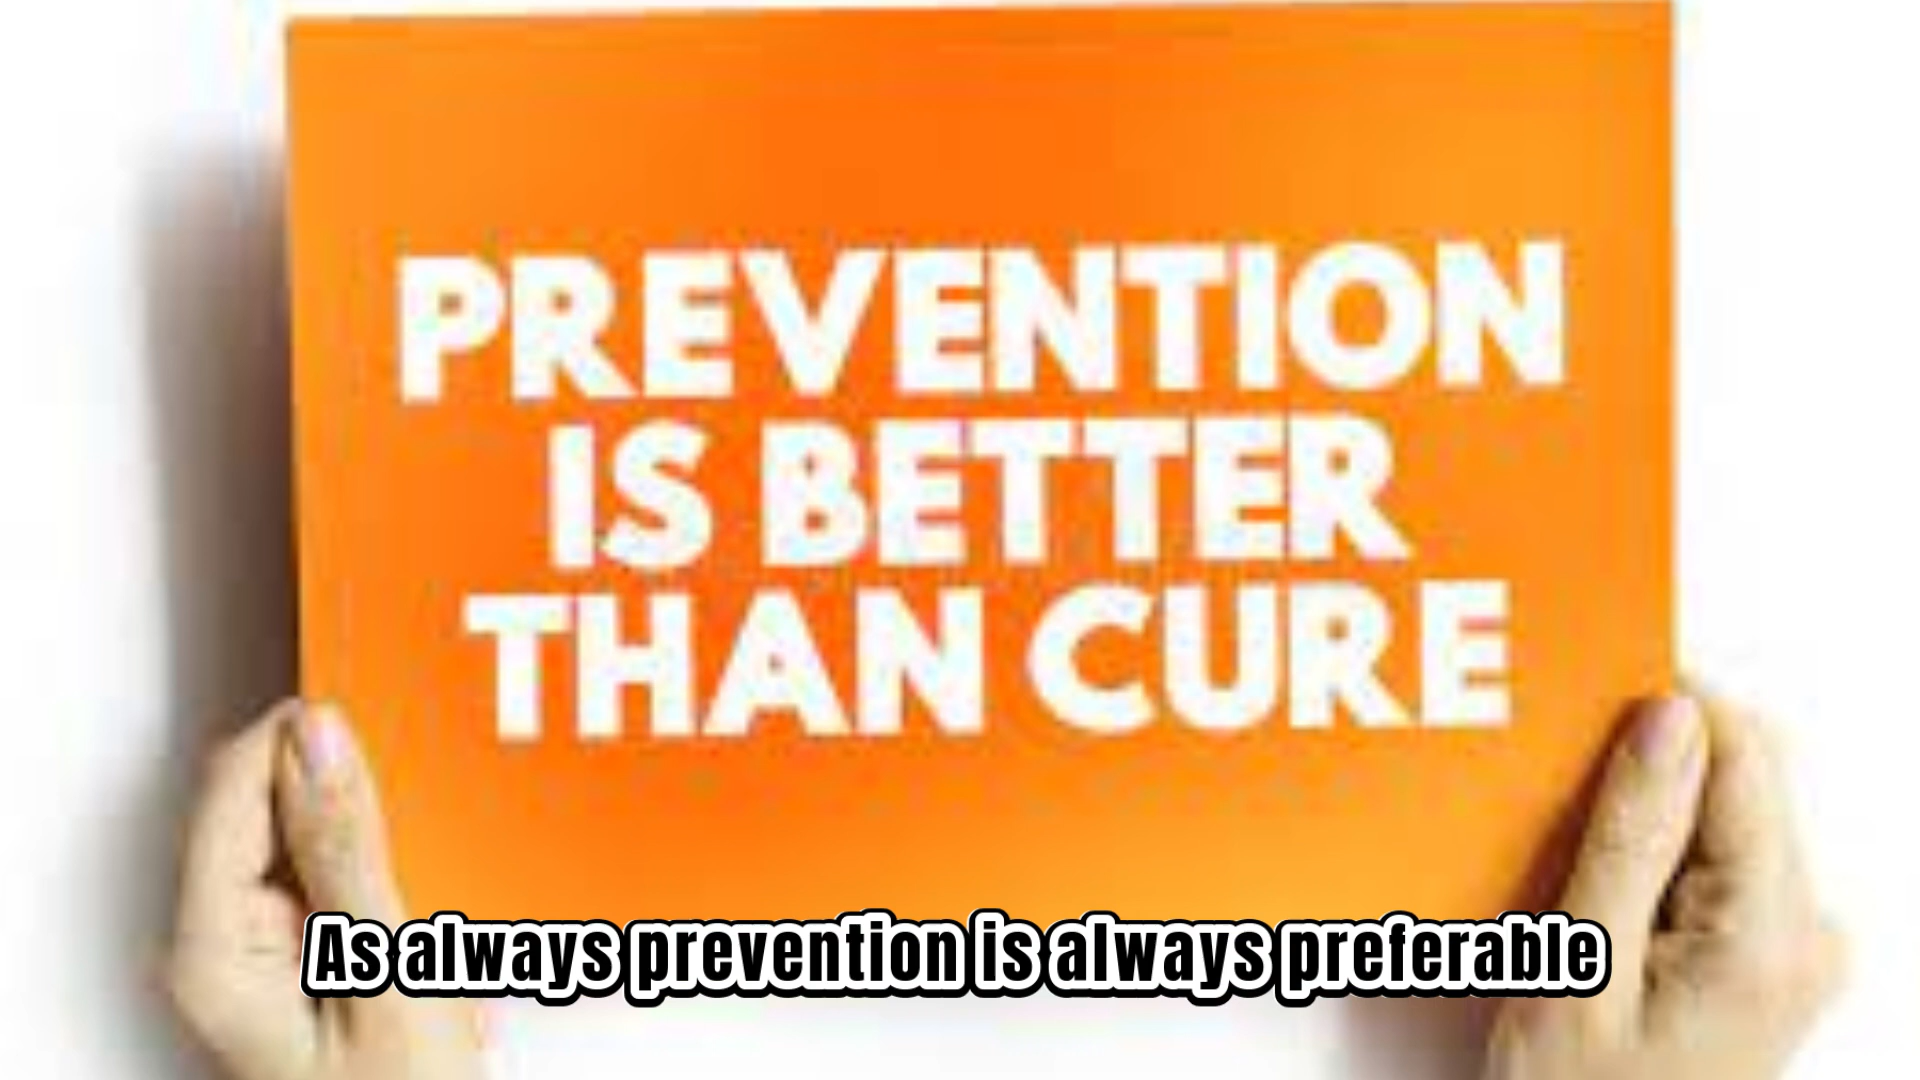 PREVENTION
IS BETTER
THAN CURE
As always prevention is always preferable